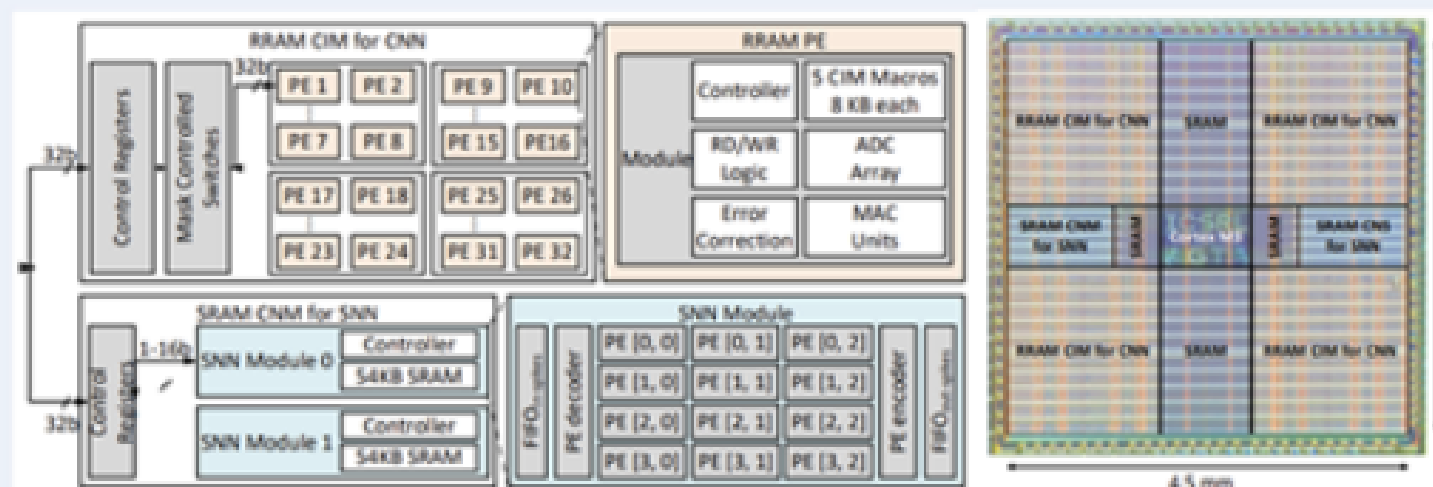 RRAM CIM for CNN
32b
Control Registers
Mask Controlled
Switches
32b
PE 1
PE 2
PE 9
PE 10
PE 7
PE 8
PE 15
PE16
PE 17
PE 18
PE 25
PE 26
PE 23
PE 24
PE 31
PE 32
RRAM PE
Module
Controller
5 CIM Macros
8 KB each
RD/WR
Logic
ADC
Array
Error
Correction
MAC
Units
SRAM CNM for SNN
32b
Control
Registers
1-16b
SNN Module 0
Controller
54KB SRAM
SNN Module 1
Controller
54KB SRAM
SNN Module
FIFO
PE decoder
PE [0, 0]
PE [0, 1]
PE [0, 2]
PE [1, 0]
PE [1, 1]
PE [1, 2]
PE [2, 0]
PE [2, 1]
PE [2, 2]
PE [3, 0]
PE [3, 1]
PE [3, 2]
PE encoder
FIFO
RRAM CIM for CNN
SRAM
RRAM CIM for CNN
SRAM CNM
for SNN
SRAM
Cortex
SRAM
SRAM CNS
for SNN
RRAM CIM for CNN
SRAM
RRAM CIM for CNN
4.5 mm